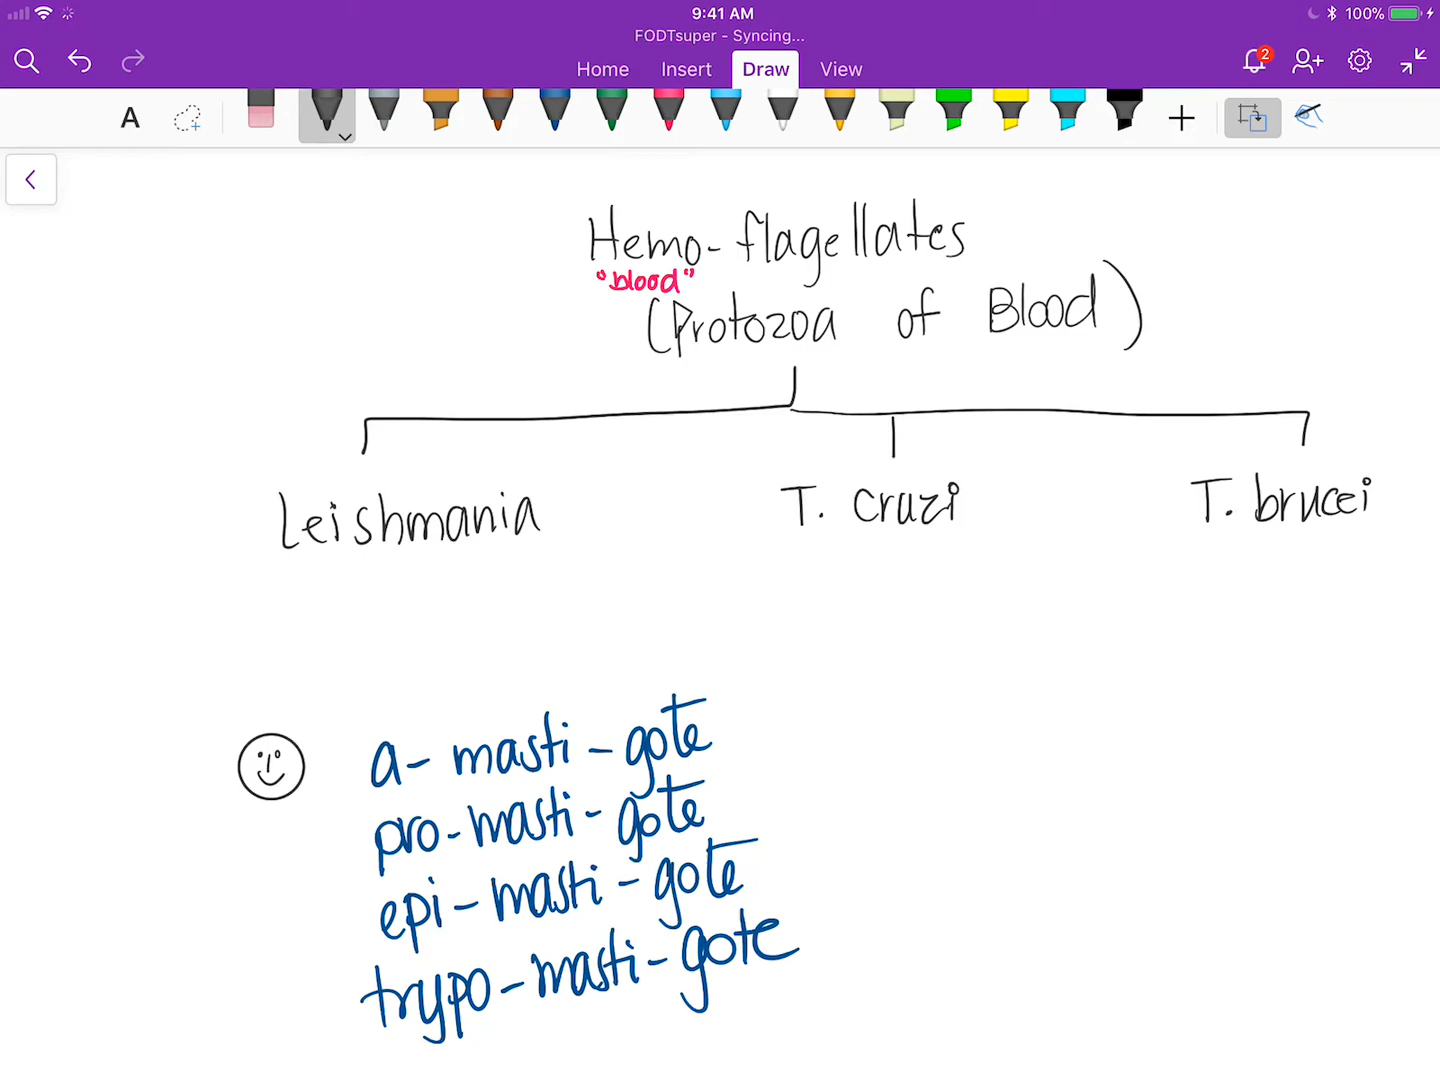 9:41 AM
100%
FODTsuper - Syncing...
Home Insert Draw View
2
A
Hemo-flagellates
"blood"
(Protozoa of Blood)
Leishmania T. cruzi T. brucei
a-masti-gote
pro-masti-gote
epi-masti-gote
trypo-masti-gote